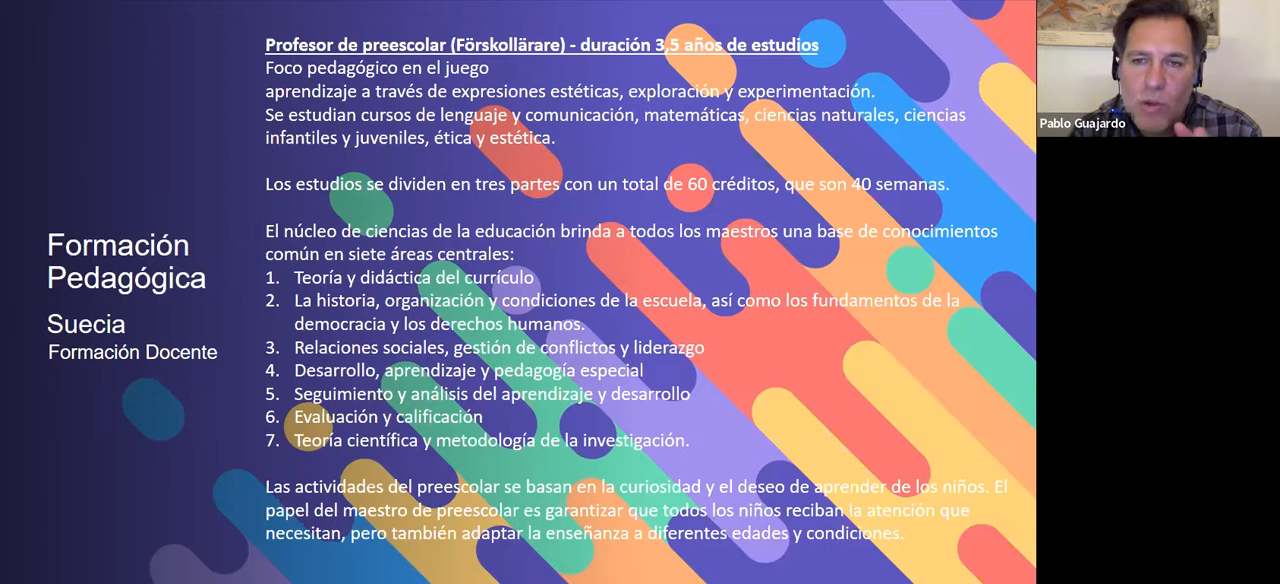 Profesor de preescolar (Förskollärare) - duración 3,5 años de estudios
Foco pedagógico en el juego
aprendizaje a través de expresiones estéticas, exploración y experimentación.
Se estudian cursos de lenguaje y comunicación, matemáticas, ciencias naturales, ciencias
infantiles y juveniles, ética y estética.
Los estudios se dividen en tres partes con un total de 60 créditos, que son 40 semanas.
El núcleo de ciencias de la educación brinda a todos los maestros una base de conocimientos
común en siete áreas centrales:
1. Teoría y didáctica del currículo
2. La historia, organización y condiciones de la escuela, así como los fundamentos de la
democracia y los derechos humanos.
3. Relaciones sociales, gestión de conflictos y liderazgo
4. Desarrollo, aprendizaje y pedagogía especial
5. Seguimiento y análisis del aprendizaje y desarrollo
6. Evaluación y calificación
7. Teoría científica y metodología de la investigación.
Las actividades del preescolar se basan en la curiosidad y el deseo de aprender de los niños. El
papel del maestro de preescolar es garantizar que todos los niños reciban la atención que
necesitan, pero también adaptar la enseñanza a diferentes edades y condiciones.
Formación
Pedagógica
Suecia
Formación Docente
Pablo Guajardo